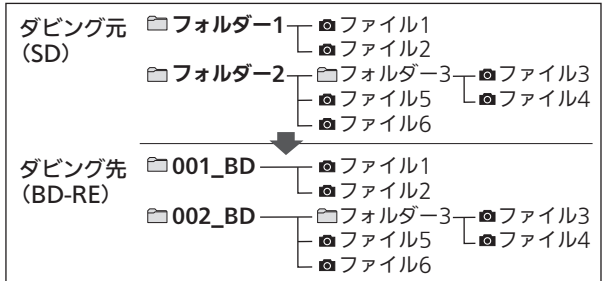 ダビング元 フォルダー1 ファイル1
(SD) ファイル2
フォルダー2 フォルダー3 ファイル3
ファイル5 ファイル4
ファイル6
ダビング先 001_BD ファイル1
(BD-RE) ファイル2
002_BD フォルダー3 ファイル3
ファイル5 ファイル4
ファイル6